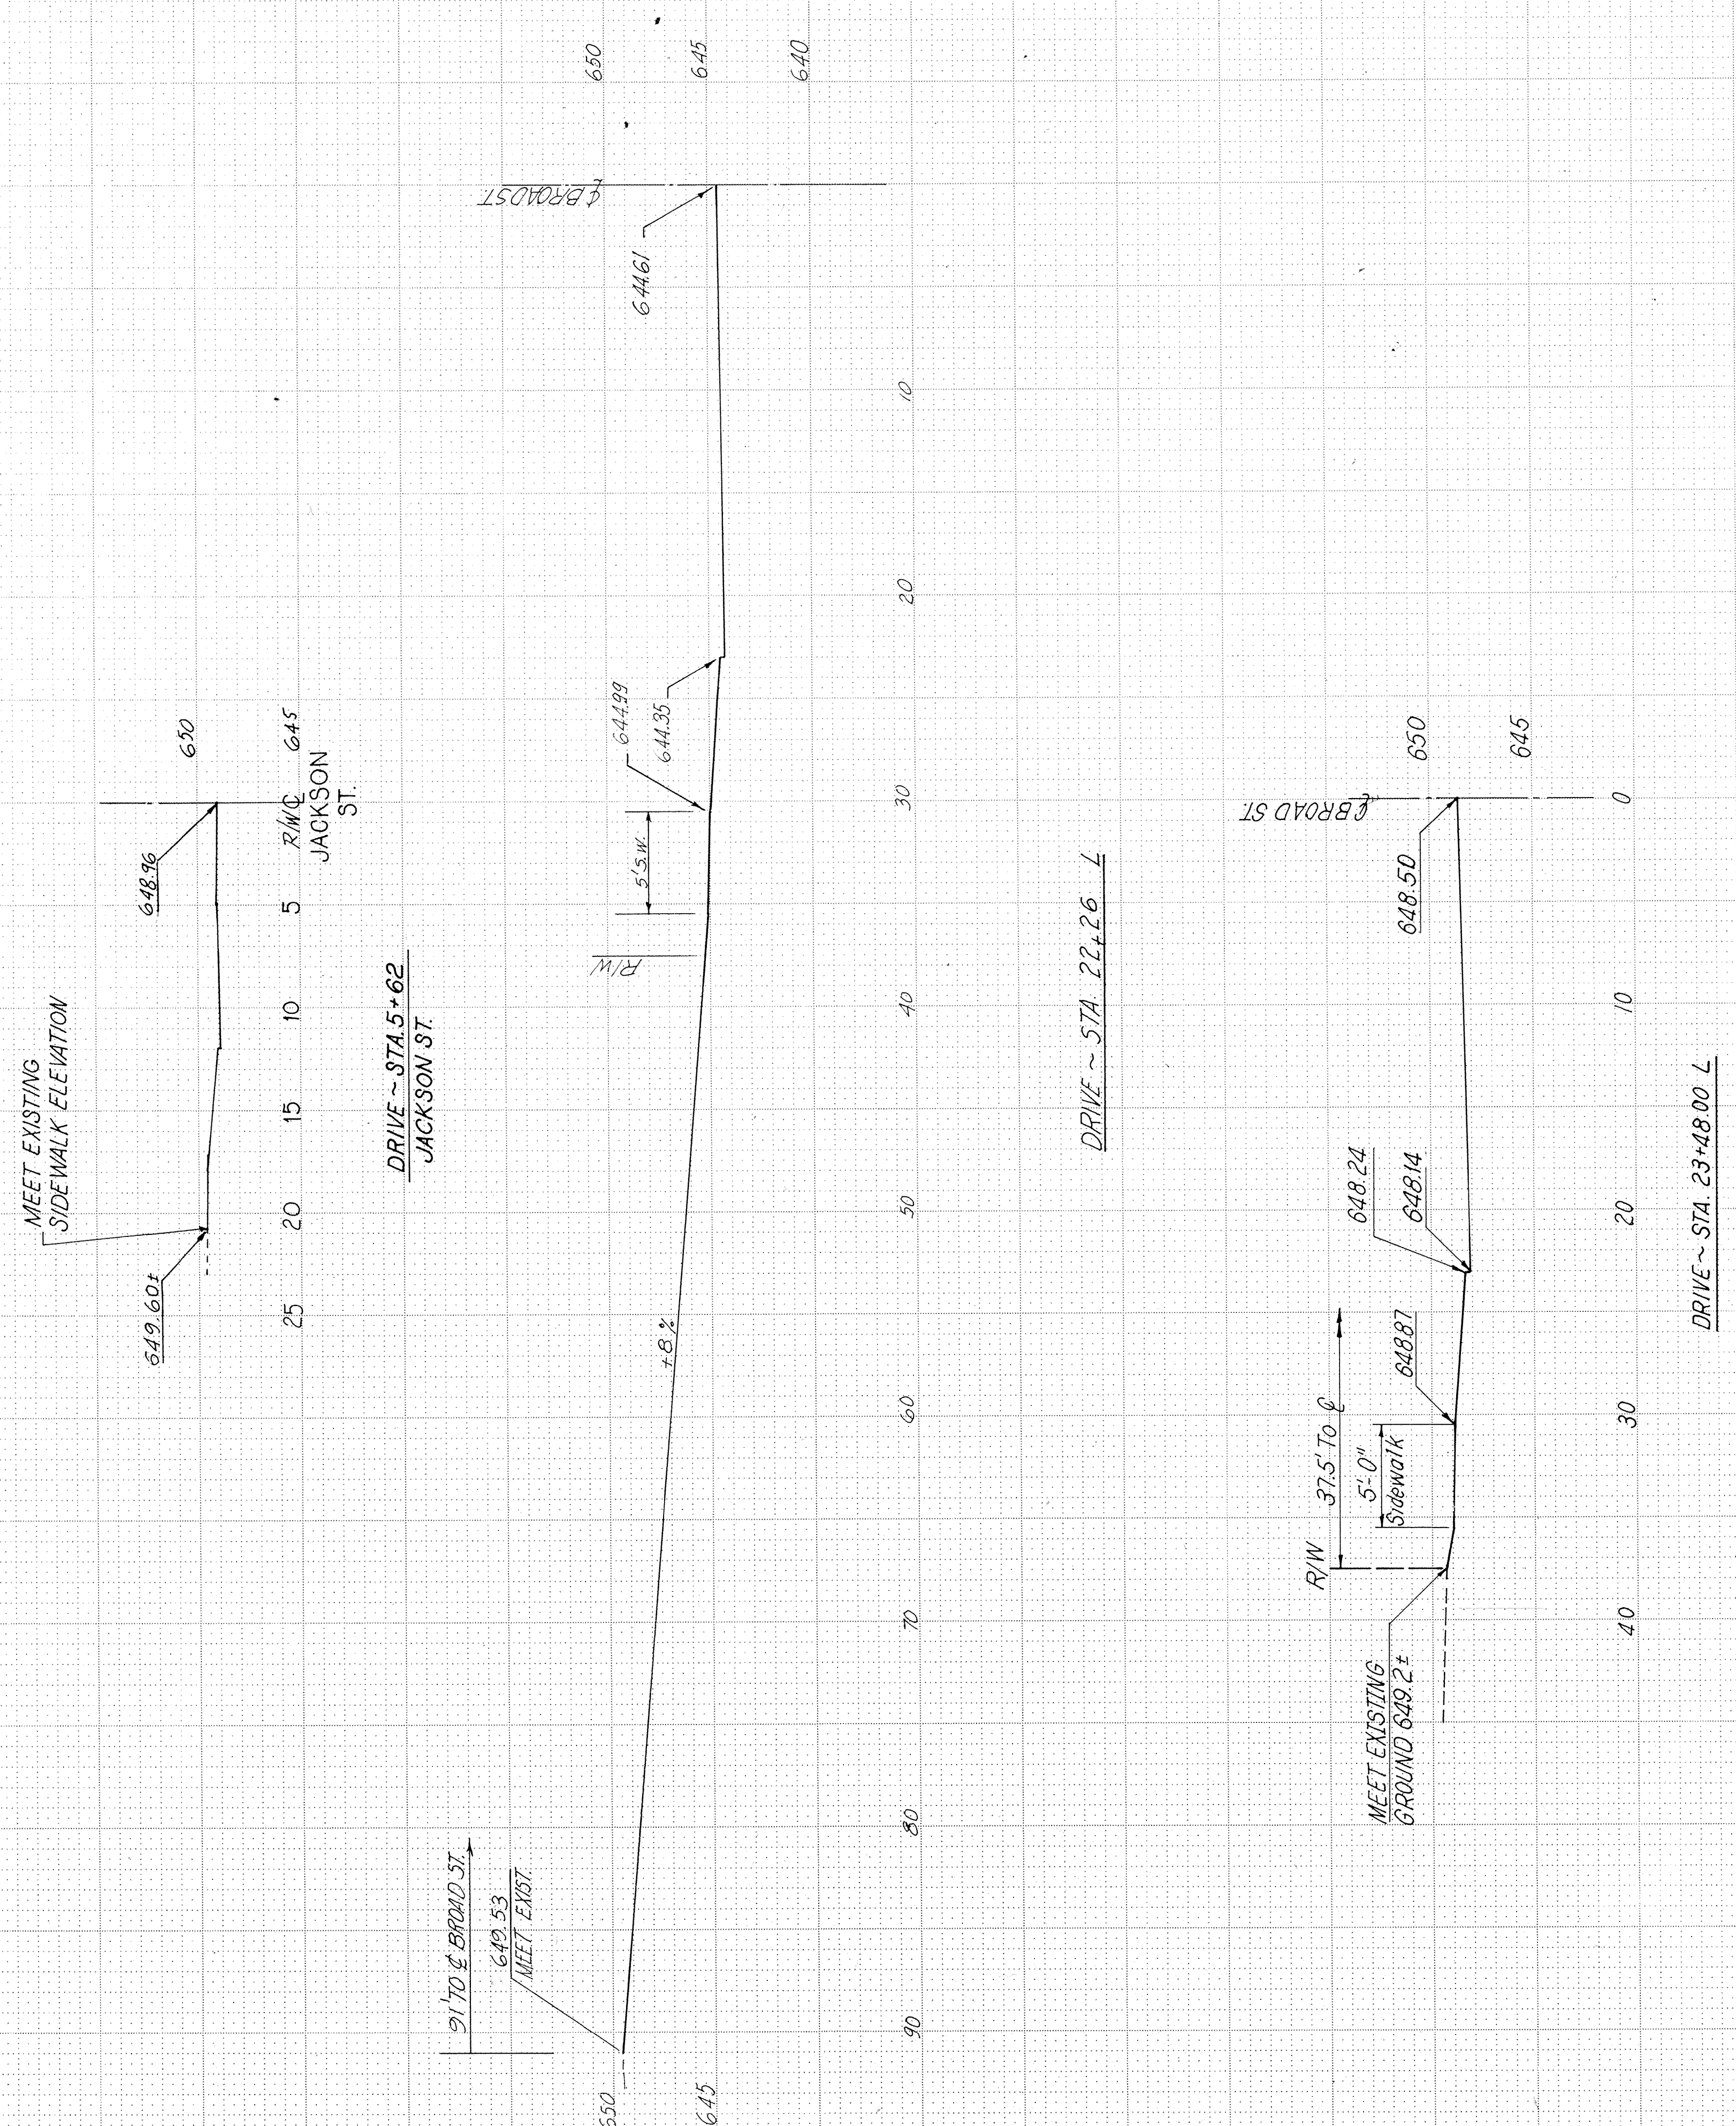 MEET EXISTING
SIDEWALK ELEVATION
649.60±
648.96
650
645
R/W ℄
JACKSON
ST.
5
10
15
20
25
DRIVE ~ STA. 5+62
JACKSON ST.
650
645
640
℄ BROAD ST.
644.61
644.99
644.35
5' S.W.
R/W
+8%
91' TO ℄ BROAD ST.
649.53
MEET EXIST.
650
645
10
20
30
40
50
60
70
80
90
DRIVE ~ STA. 22+26 L
650
645
℄ BROAD ST.
648.50
648.24
648.14
648.87
37.5' TO ℄
5'-0"
Sidewalk
R/W
MEET EXISTING
GROUND 649.2±
0
10
20
30
40
DRIVE ~ STA. 23+48.00 L